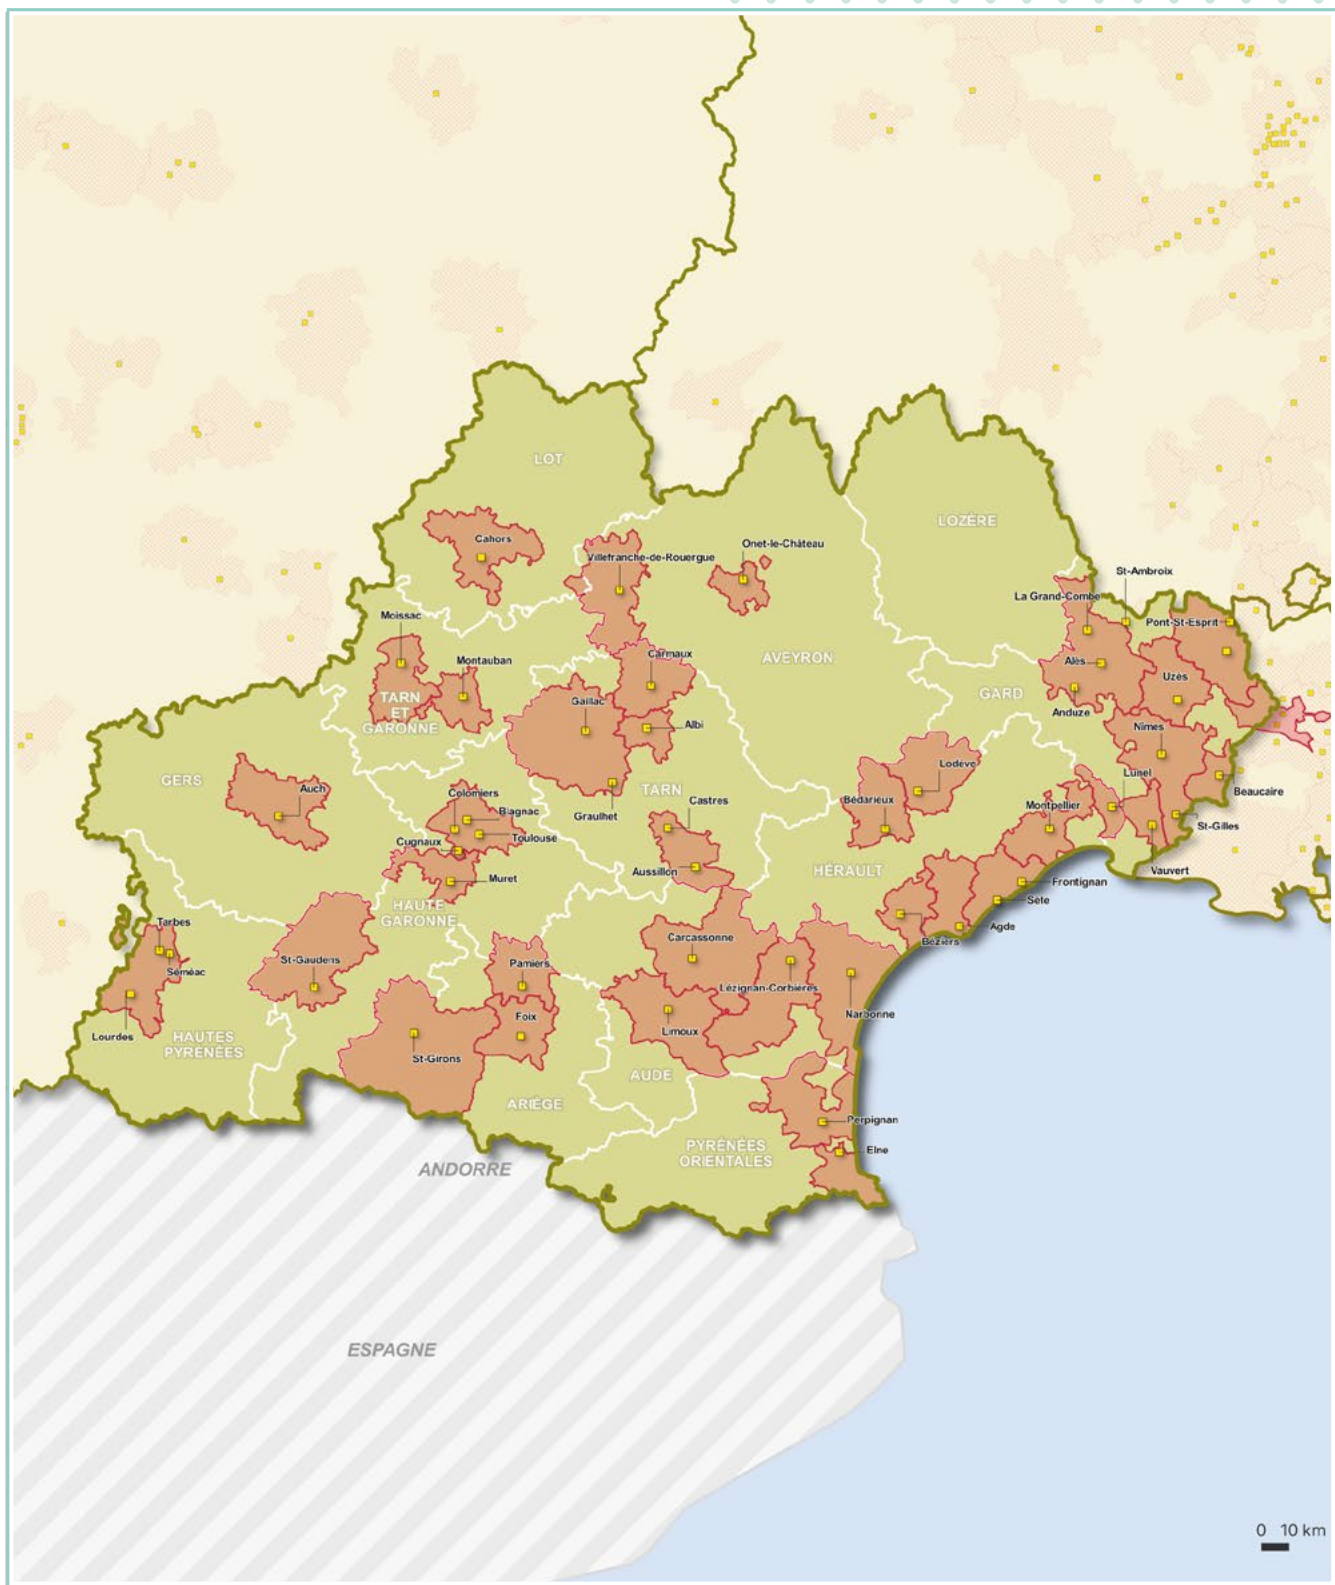 LOT
LOZÈRE
Cahors
Villefranche-de-Rouergue
Onet-le-Château
St-Ambroix
La Grand-Combe
Pont-St-Esprit
Moissac
Montauban
Carmaux
AVEYRON
Alès
Uzès
TARN
ET
GARONNE
Gaillac
Albi
GARD
Anduze
Nîmes
GERS
Auch
Colomiers
Blagnac
Toulouse
Cugnaux
Muret
Graulhet
TARN
Castres
Aussillon
Bédarieux
Lodève
Montpellier
Lunel
Beaucaire
St-Gilles
Vauvert
HÉRAULT
Frontignan
Sète
Agde
Béziers
HAUTE
GARONNE
Tarbes
Séméac
St-Gaudens
Pamiers
Carcassonne
Lézignan-Corbières
Narbonne
Lourdes
HAUTES
PYRÉNÉES
St-Girons
Foix
Limoux
AUDE
ARIÈGE
PYRÉNÉES
ORIENTALES
Perpignan
Elne
ANDORRE
ESPAGNE
0 10 km